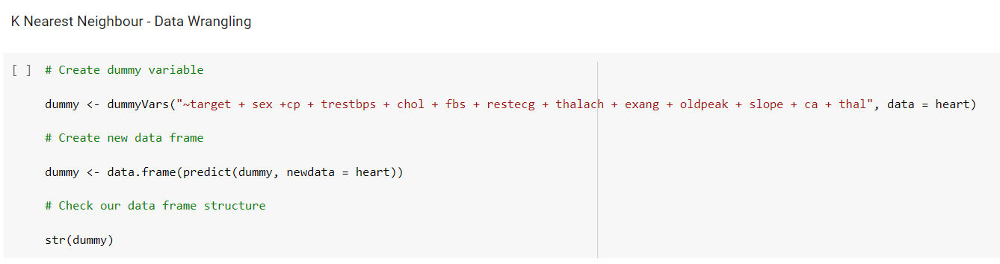 K Nearest Neighbour - Data Wrangling
[ ] # Create dummy variable
dummy <- dummyVars("~target + sex +cp + trestbps + chol + fbs + restecg + thalach + exang + oldpeak + slope + ca + thal", data = heart)
# Create new data frame
dummy <- data.frame(predict(dummy, newdata = heart))
# Check our data frame structure
str(dummy)